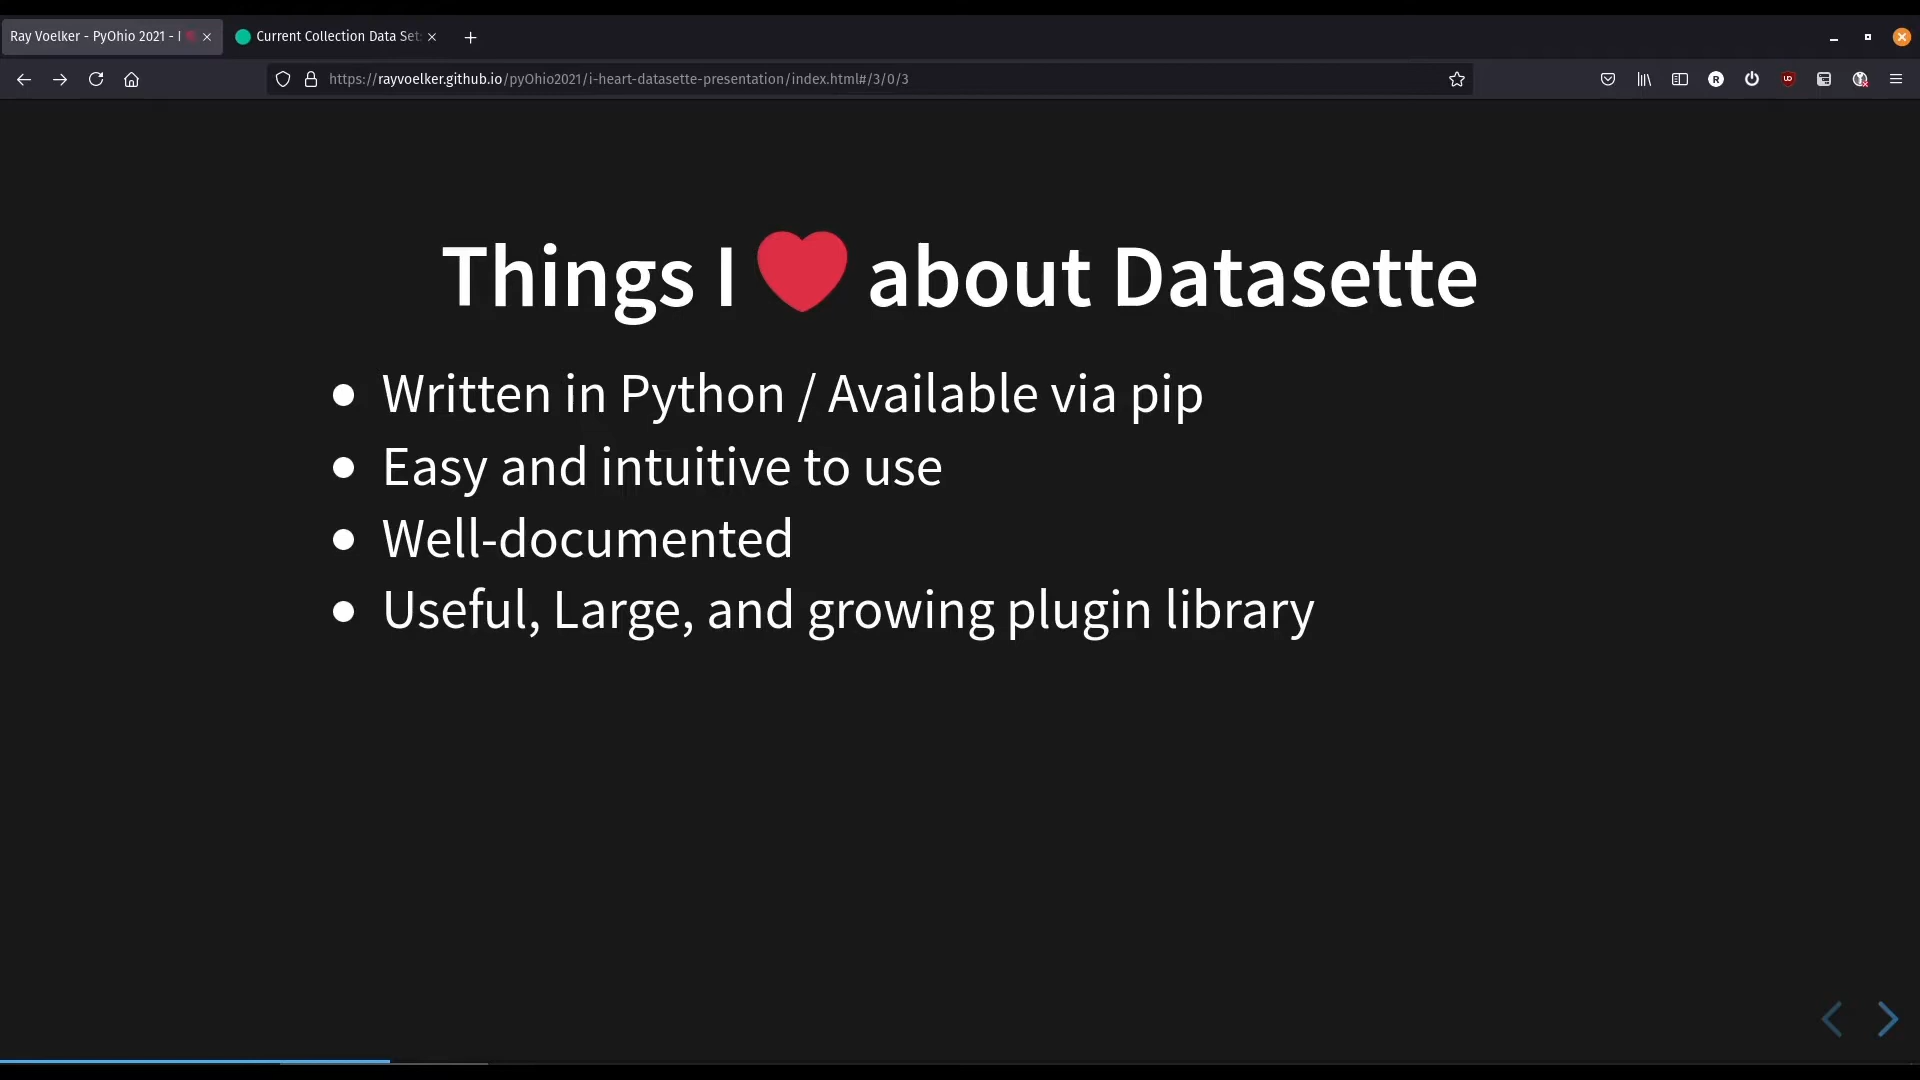 Ray Voelker - PyOhio 2021 - I ❤
Current Collection Data Set
https://rayvoelker.github.io/pyOhio2021/i-heart-datasette-presentation/index.html#/3/0/3
Things I ❤ about Datasette
• Written in Python / Available via pip
• Easy and intuitive to use
• Well-documented
• Useful, Large, and growing plugin library